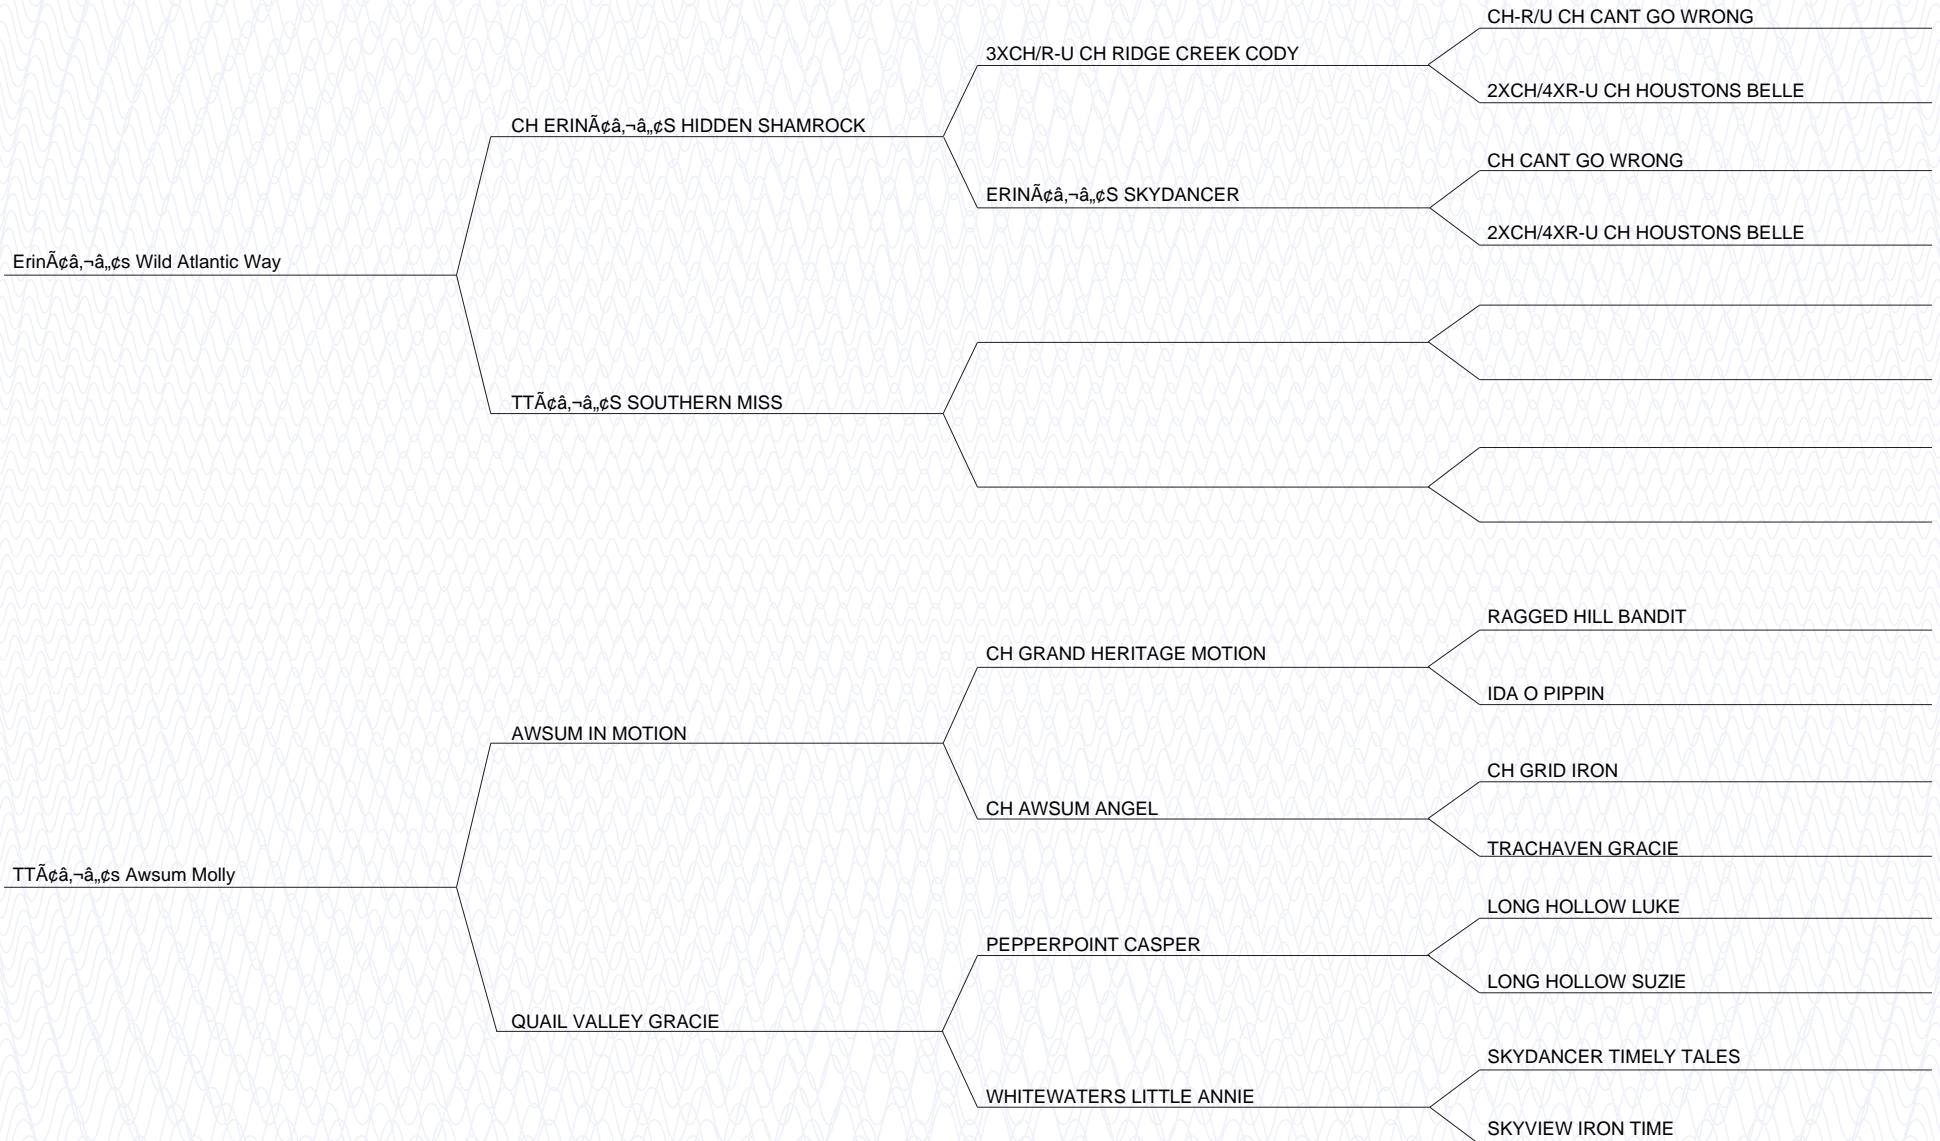 CH-R/U CH CANT GO WRONG
3XCH/R-U CH RIDGE CREEK CODY
2XCH/4XR-U CH HOUSTONS BELLE
CH ERINÃ¢â‚¬â„¢S HIDDEN SHAMROCK
CH CANT GO WRONG
ERINÃ¢â‚¬â„¢S SKYDANCER
2XCH/4XR-U CH HOUSTONS BELLE
ErinÃ¢â‚¬â„¢s Wild Atlantic Way
TTÃ¢â‚¬â„¢S SOUTHERN MISS
RAGGED HILL BANDIT
CH GRAND HERITAGE MOTION
IDA O PIPPIN
AWSUM IN MOTION
CH GRID IRON
CH AWSUM ANGEL
TRACHAVEN GRACIE
TTÃ¢â‚¬â„¢s Awsum Molly
LONG HOLLOW LUKE
PEPPERPOINT CASPER
LONG HOLLOW SUZIE
QUAIL VALLEY GRACIE
SKYDANCER TIMELY TALES
WHITEWATERS LITTLE ANNIE
SKYVIEW IRON TIME